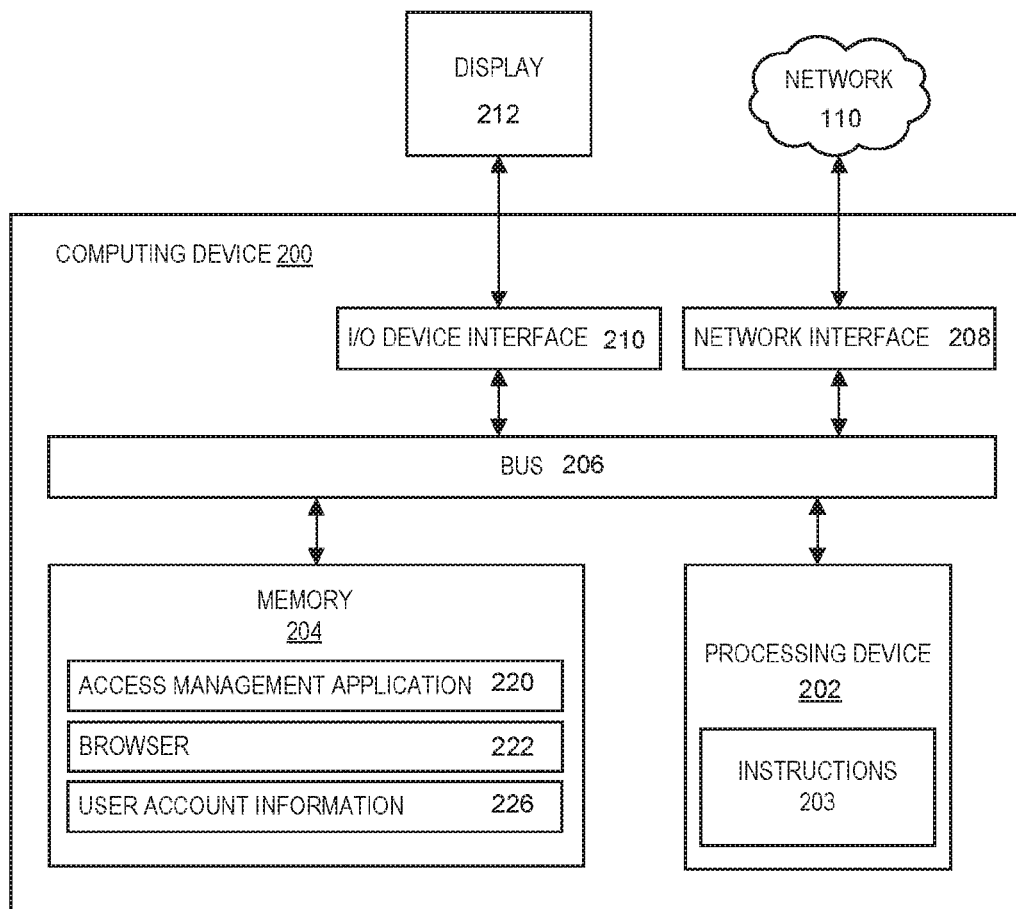 DISPLAY
212
NETWORK
110
COMPUTING DEVICE 200
I/O DEVICE INTERFACE 210
NETWORK INTERFACE 208
BUS 206
MEMORY
204
ACCESS MANAGEMENT APPLICATION 220
BROWSER 222
USER ACCOUNT INFORMATION 226
PROCESSING DEVICE
202
INSTRUCTIONS
203